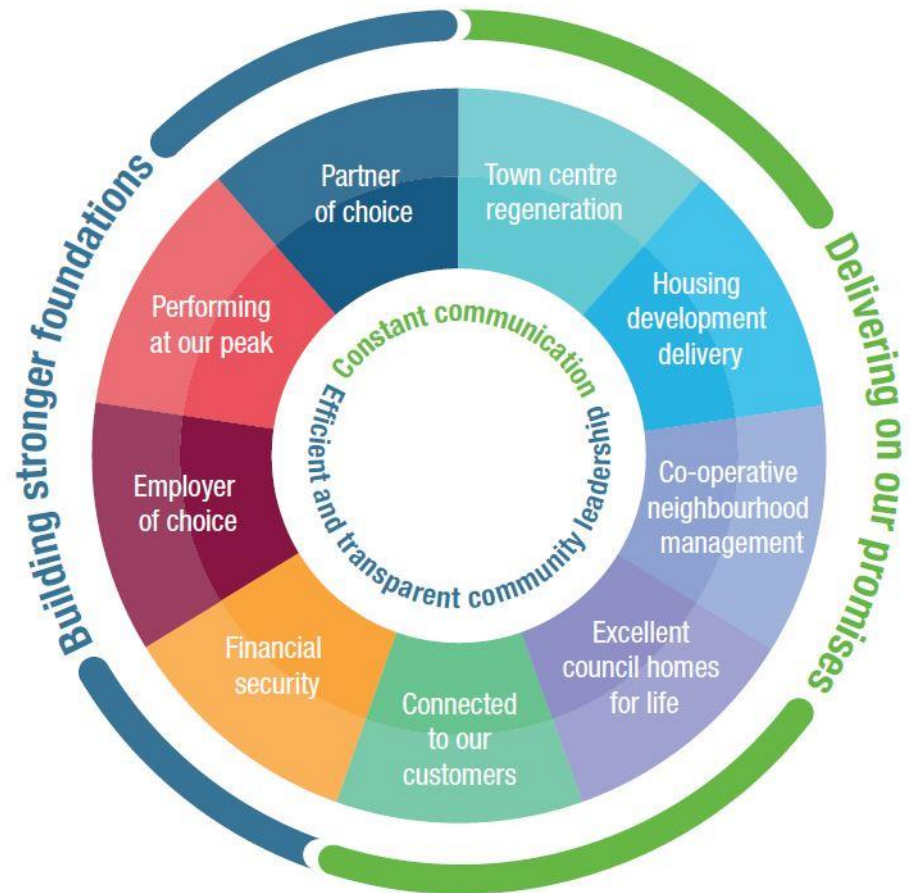 Building stronger foundations
Delivering on our promises
Partner
of choice
Town centre
regeneration
Housing
development
delivery
Co-operative
neighbourhood
management
Excellent
council homes
for life
Connected
to our
customers
Financial
security
Employer
of choice
Performing
at our peak
Constant communication
Efficient and transparent community leadership